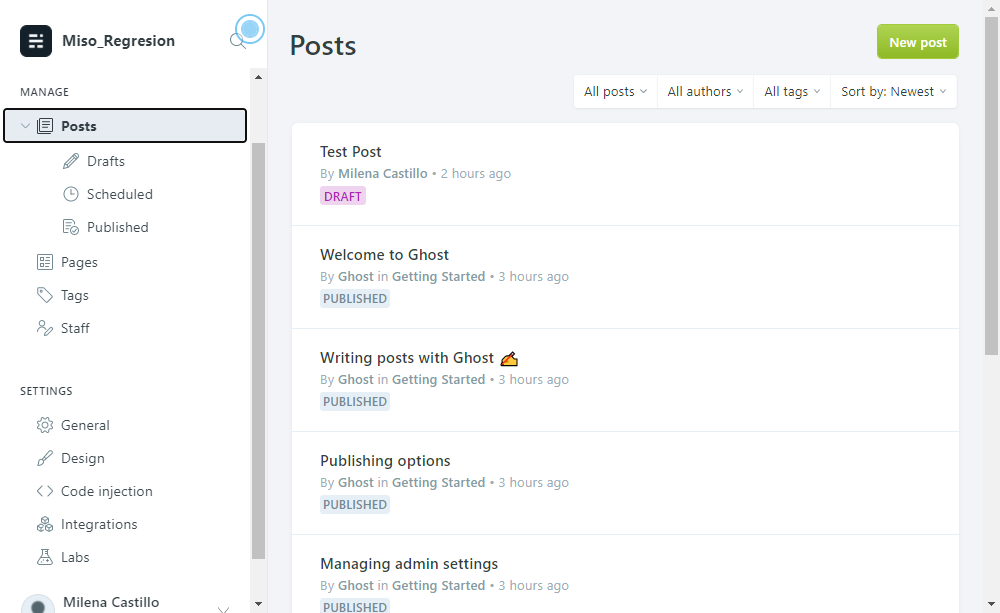 Miso_Regresion
MANAGE
Posts
Drafts
Scheduled
Published
Pages
Tags
Staff
SETTINGS
General
Design
Code injection
Integrations
Labs
Milena Castillo
Posts
New post
All posts
All authors
All tags
Sort by: Newest
Test Post
By Milena Castillo • 2 hours ago
DRAFT
Welcome to Ghost
By Ghost in Getting Started • 3 hours ago
PUBLISHED
Writing posts with Ghost ✍️
By Ghost in Getting Started • 3 hours ago
PUBLISHED
Publishing options
By Ghost in Getting Started • 3 hours ago
PUBLISHED
Managing admin settings
By Ghost in Getting Started • 3 hours ago
PUBLISHED